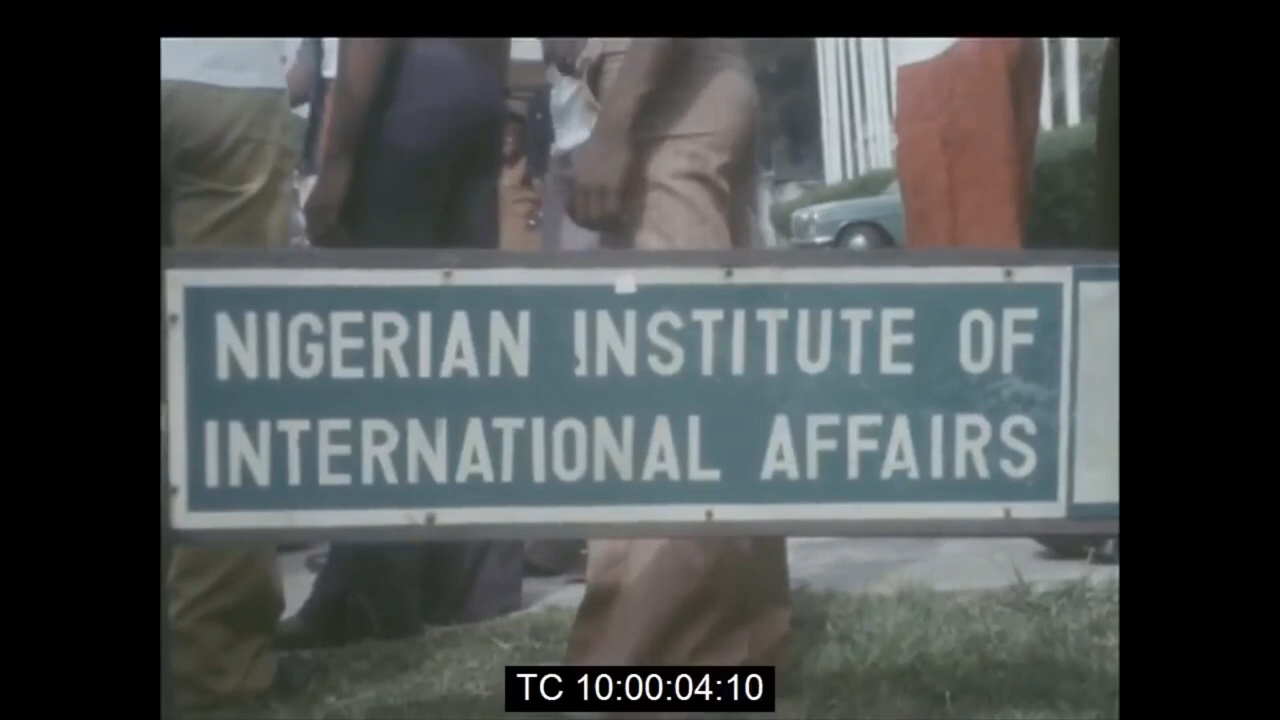 NIGERIAN INSTITUTE OF
INTERNATIONAL AFFAIRS
TC 10:00:04:10